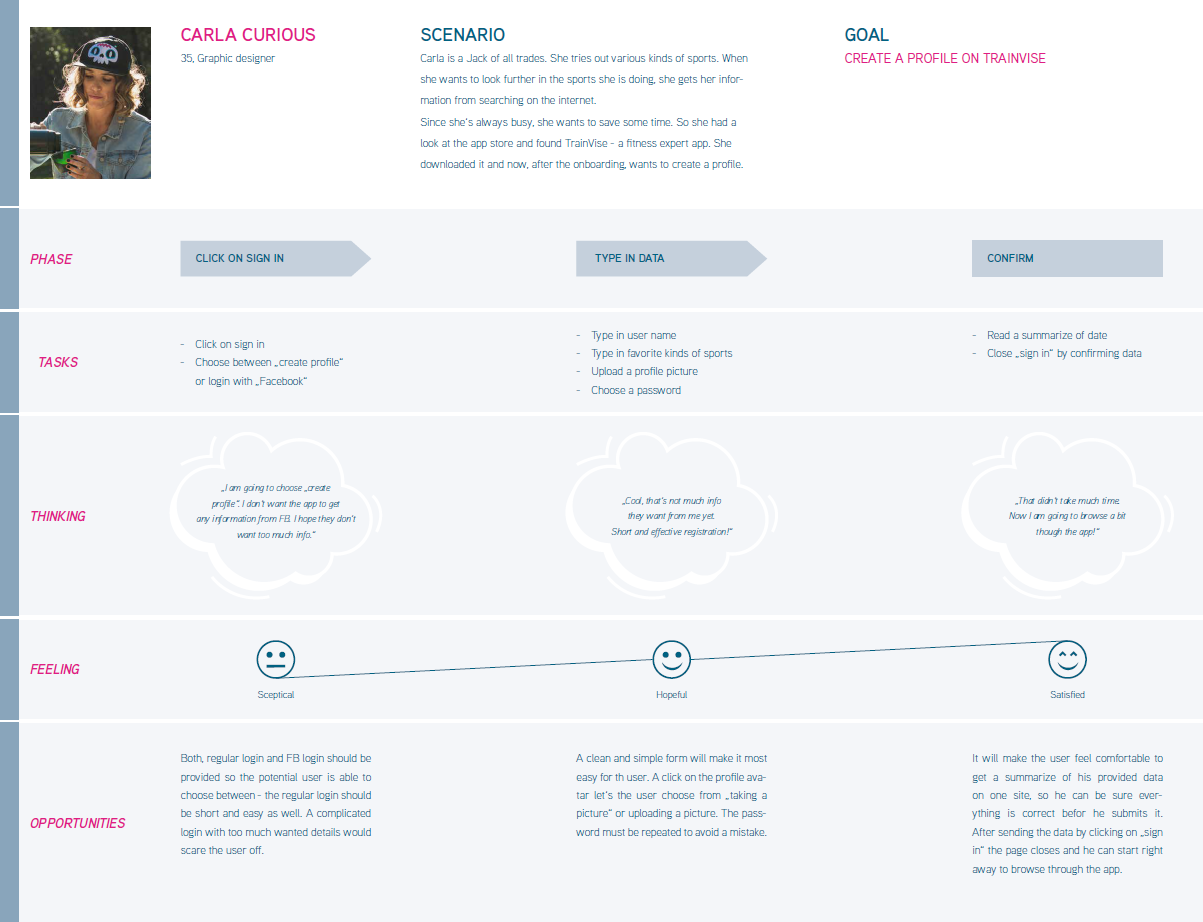 CARLA CURIOUS
35, Graphic designer
SCENARIO
Carla is a Jack of all trades. She tries out various kinds of sports. When
she wants to look further in the sports she is doing, she gets her infor-
mation from searching on the internet.
Since she's always busy, she wants to save some time. So she had a
look at the app store and found TrainVise - a fitness expert app. She
downloaded it and now, after the onboarding, wants to create a profile.
GOAL
CREATE A PROFILE ON TRAINVISE
PHASE
CLICK ON SIGN IN
TYPE IN DATA
CONFIRM
TASKS
- Click on sign in
- Choose between „create profile“
or login with „Facebook“
- Type in user name
- Type in favorite kinds of sports
- Upload a profile picture
- Choose a password
- Read a summarize of date
- Close „sign in“ by confirming data
THINKING
„I am going to choose „create
profile“. I don't want the app to get
any information from FB. I hope they don't
want too much info.“
„Cool, that's not much info
they want from me yet.
Short and effective registration!“
„That didn't take much time.
Now I am going to browse a bit
though the app!“
FEELING
Sceptical
Hopeful
Satisfied
OPPORTUNITIES
Both, regular login and FB login should be
provided so the potential user is able to
choose between - the regular login should
be short and easy as well. A complicated
login with too much wanted details would
scare the user off.
A clean and simple form will make it most
easy for th user. A click on the profile ava-
tar let's the user choose from „taking a
picture“ or uploading a picture. The pass-
word must be repeated to avoid a mistake.
It will make the user feel comfortable to
get a summarize of his provided data
on one site, so he can be sure ever-
ything is correct befor he submits it.
After sending the data by clicking on „sign
in“ the page closes and he can start right
away to browse through the app.